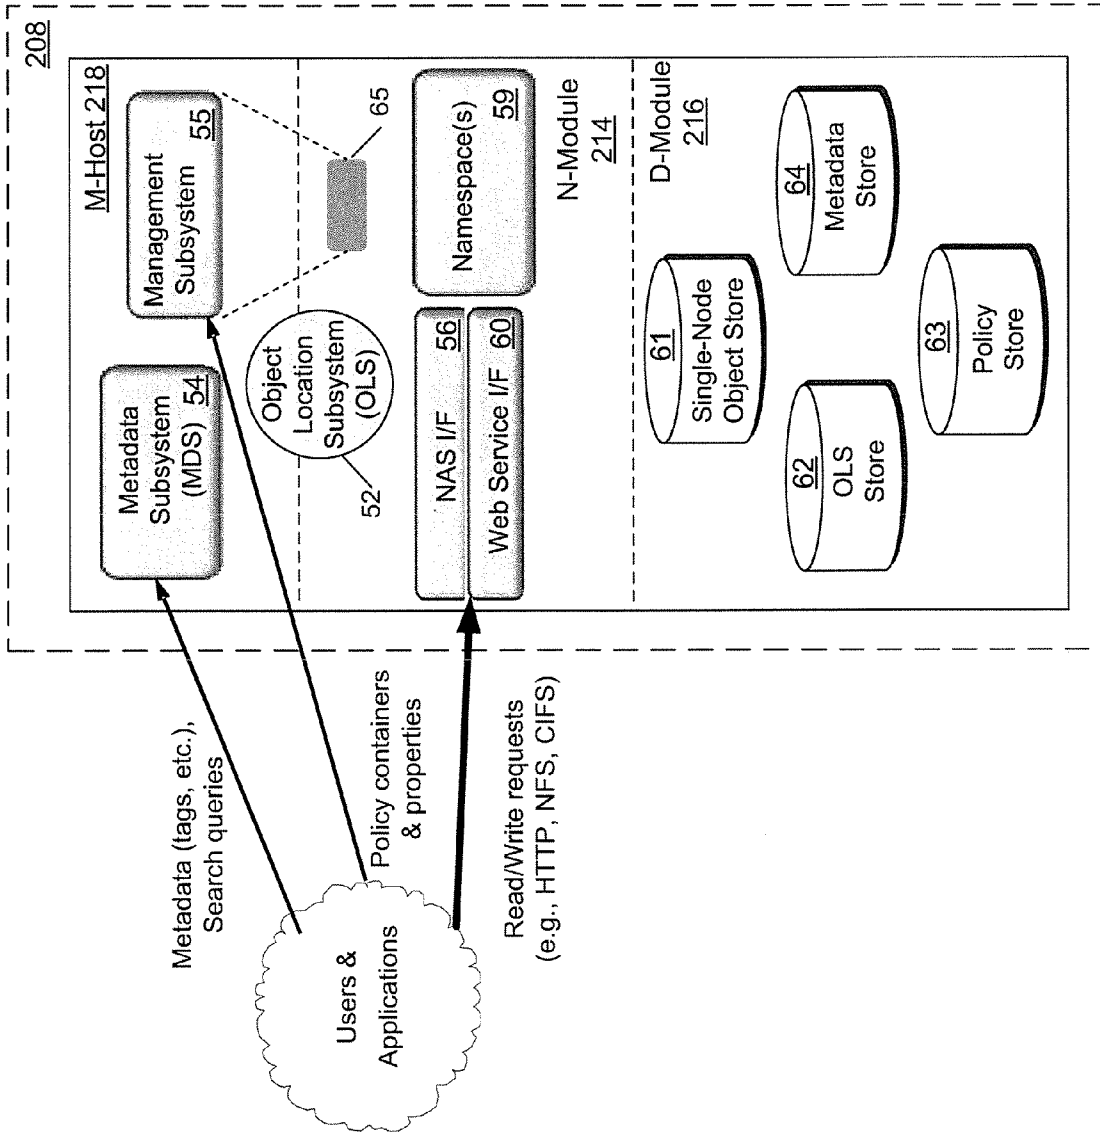 208
M-Host 218
Metadata
Subsystem
(MDS) 54
Management
Subsystem
55
65
Object
Location
Subsystem
(OLS)
52
NAS I/F 56
Web Service I/F 60
Namespace(s)
59
N-Module
214
D-Module
216
61
Single-Node
Object Store
62
OLS
Store
63
Policy
Store
64
Metadata
Store
Metadata (tags, etc.),
Search queries
Policy containers
& properties
Read/Write requests
(e.g., HTTP, NFS, CIFS)
Users &
Applications